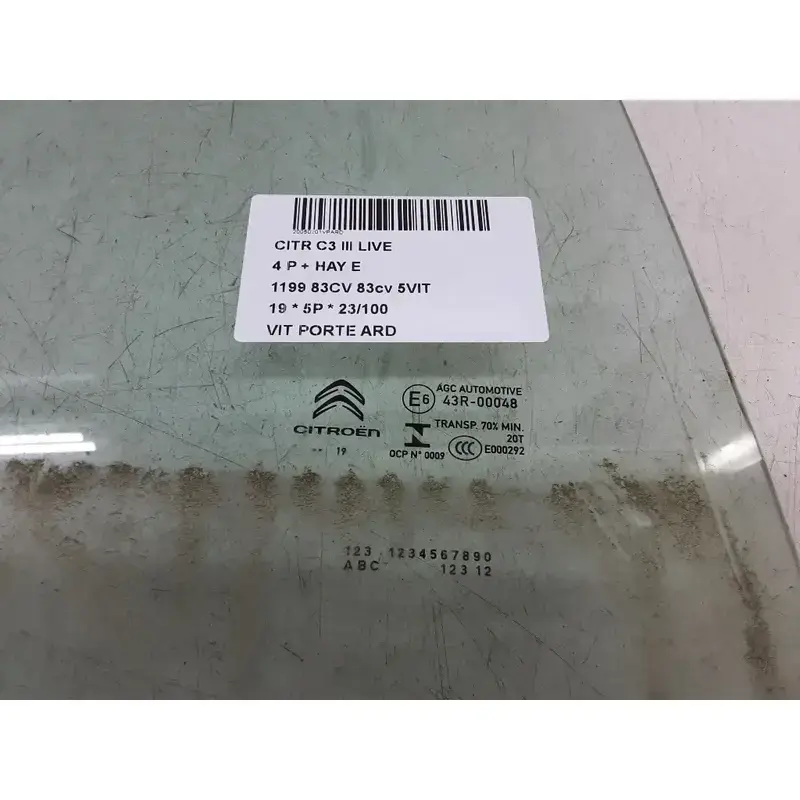 CITR C3 III LIVE
4 P + HAY E
1199 83CV 83cv 5VIT
19 * 5P * 23/100
VIT PORTE ARD
CITROËN
-- 19
E6
AGC AUTOMOTIVE
43R-00048
TRANSP. 70% MIN.
20T
OCP N° 0009
CCC
E000292
123 1234567890
ABC 123 12